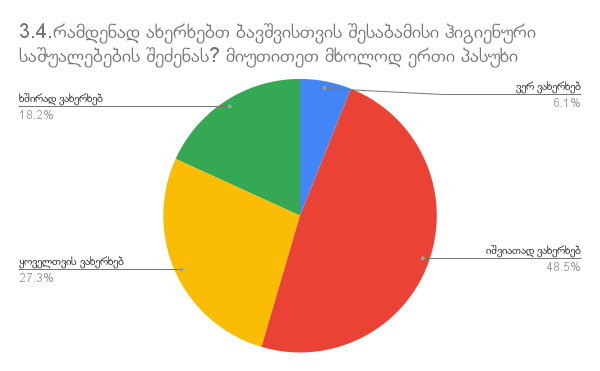 3.4.რამდენად ახერხებთ ბავშვისთვის შესაბამისი ჰიგიენური
საშუალებების შეძენას? მიუთითეთ მხოლოდ ერთი პასუხი
ვერ ვახერხებ
6.1%
ხშირად ვახერხებ
18.2%
იშვიათად ვახერხებ
48.5%
ყოველთვის ვახერხებ
27.3%